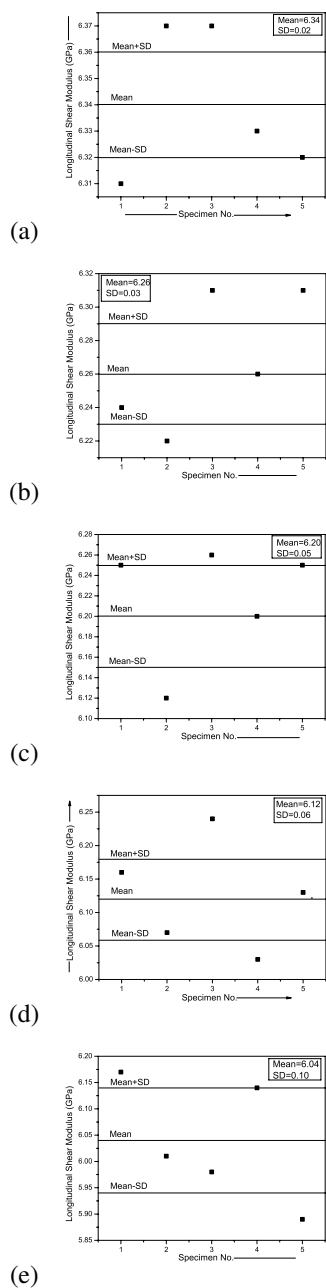 Longitudinal Shear Modulus (GPa)
Mean=6.34
SD=0.02
6.37
Mean+SD
6.36
6.35
Mean
6.34
6.33
Mean-SD
6.32
6.31
1 2 3 4 5
Specimen No.
(a)
Longitudinal Shear Modulus (GPa)
6.32
Mean=6.26
SD=0.03
6.30
Mean+SD
6.28
Mean
6.26
6.24
Mean-SD
6.22
1 2 3 4 5
Specimen No.
(b)
Longitudinal Shear Modulus (GPa)
6.28
Mean=6.20
SD=0.05
6.26
Mean+SD
6.24
6.22
Mean
6.20
6.18
6.16
Mean-SD
6.14
6.12
6.10
1 2 3 4 5
Specimen No.
(c)
Longitudinal Shear Modulus (GPa)
Mean=6.12
SD=0.06
6.25
6.20
Mean+SD
6.15
Mean
6.10
Mean-SD
6.05
6.00
1 2 3 4 5
Specimen No.
(d)
Longitudinal Shear Modulus (GPa)
6.20
Mean=6.04
SD=0.10
6.15
Mean+SD
6.10
6.05
Mean
6.00
5.95
Mean-SD
5.90
5.85
1 2 3 4 5
Specimen No.
(e)